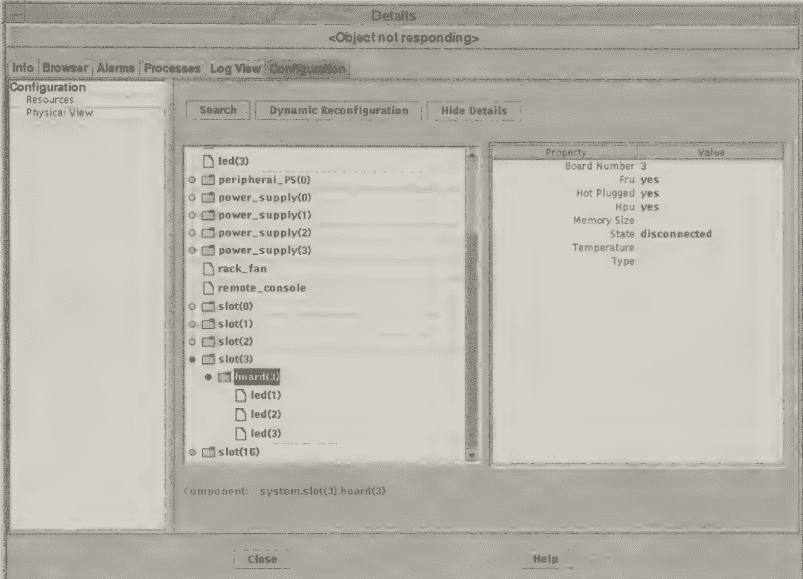 Details
<Object not responding>
Info Browser Alarms Processes Log View Configuration
Configuration
Resources
Physical View
Search Dynamic Reconfiguration Hide Details
led(3)
peripheral_PS(0)
power_supply(0)
power_supply(1)
power_supply(2)
power_supply(3)
rack_fan
remote_console
slot(0)
slot(1)
slot(2)
slot(3)
board(3)
led(1)
led(2)
led(3)
slot(16)
Property Value
Board Number 3
Fru yes
Hot Plugged yes
Hpu yes
Memory Size
State disconnected
Temperature
Type
Component: system.slot(3).board(3)
Close Help